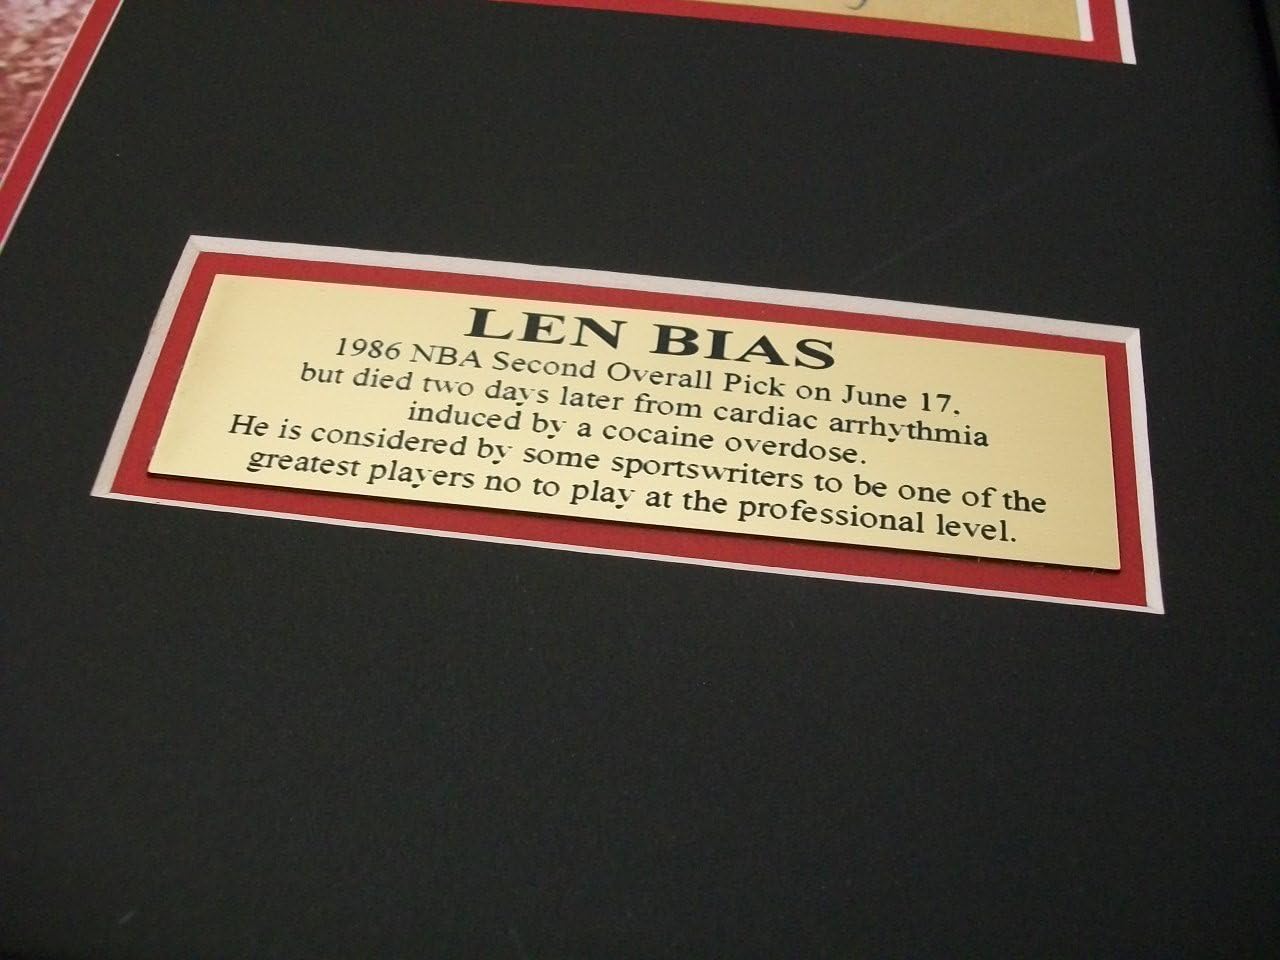 LEN BIAS
1986 NBA Second Overall Pick on June 17,
but died two days later from cardiac arrhythmia
induced by a cocaine overdose.
He is considered by some sportswriters to be one of the
greatest players no to play at the professional level.